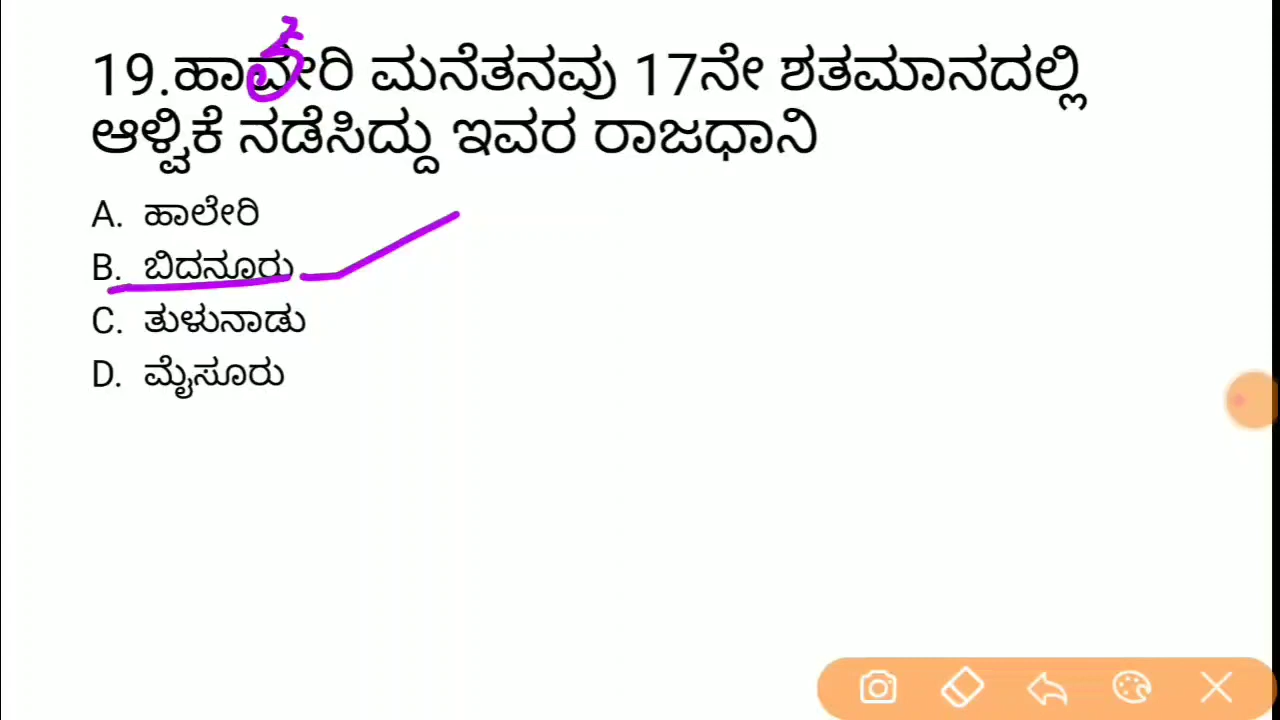 19.ಹಾವೇರಿ ಮನೆತನವು 17ನೇ ಶತಮಾನದಲ್ಲಿ
ಆಳ್ವಿಕೆ ನಡೆಸಿದ್ದು ಇವರ ರಾಜಧಾನಿ
A. ಹಾಲೇರಿ
B. ಬಿದನೂರು
C. ತುಳುನಾಡು
D. ಮೈಸೂರು